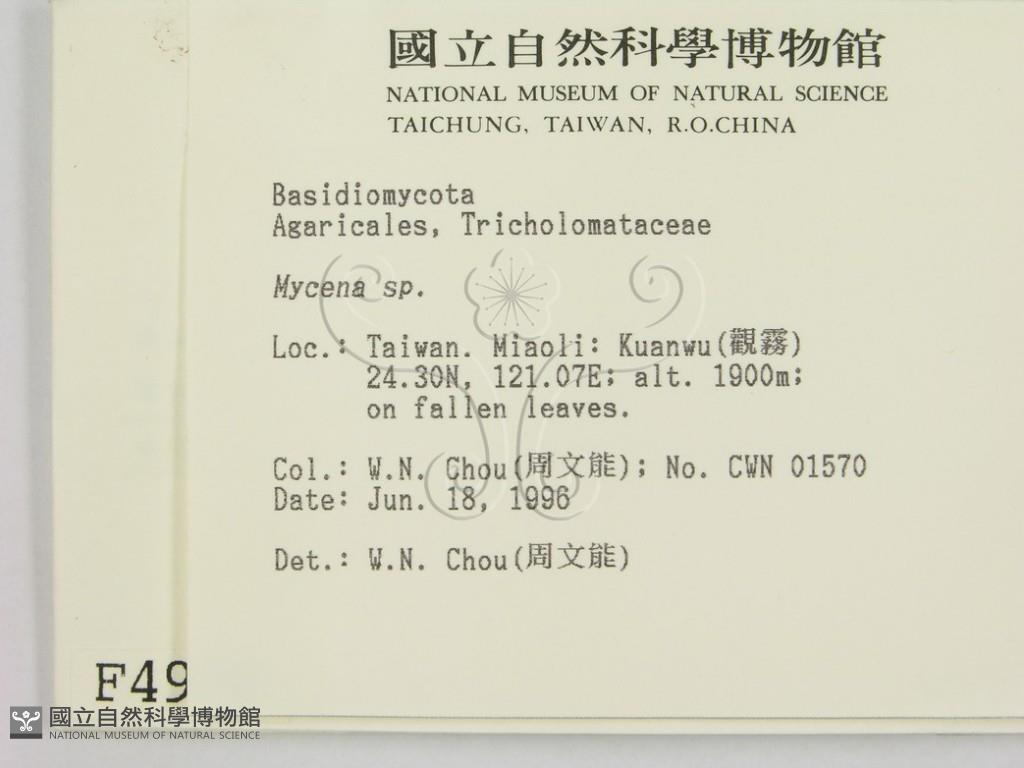 國立自然科學博物館
NATIONAL MUSEUM OF NATURAL SCIENCE
TAICHUNG, TAIWAN, R.O.CHINA
Basidiomycota
Agaricales, Tricholomataceae
Mycena sp.
Loc.: Taiwan. Miaoli: Kuanwu(觀霧)
24.30N, 121.07E; alt. 1900m;
on fallen leaves.
Col.: W.N. Chou(周文能); No. CWN 01570
Date: Jun. 18, 1996
Det.: W.N. Chou(周文能)
F49
國立自然科學博物館
NATIONAL MUSEUM OF NATURAL SCIENCE